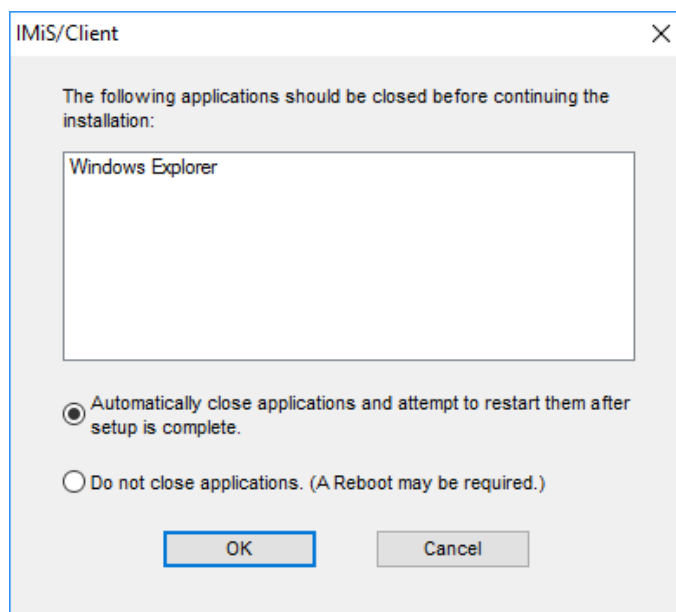 IMiS/Client
The following applications should be closed before continuing the
installation:
Windows Explorer
Automatically close applications and attempt to restart them after
setup is complete.
Do not close applications. (A Reboot may be required.)
OK
Cancel